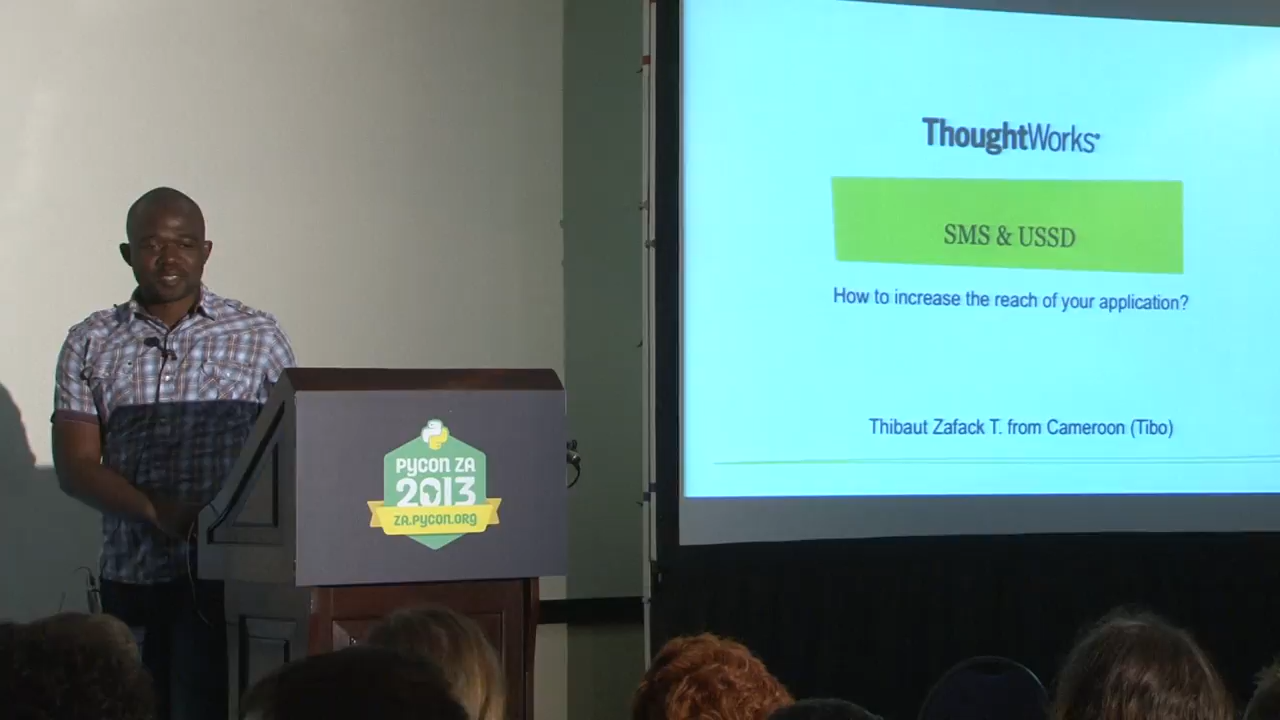 PYCON ZA
2013
ZA.PYCON.ORG
ThoughtWorks
SMS & USSD
How to increase the reach of your application?
Thibaut Zafack T. from Cameroon (Tibo)